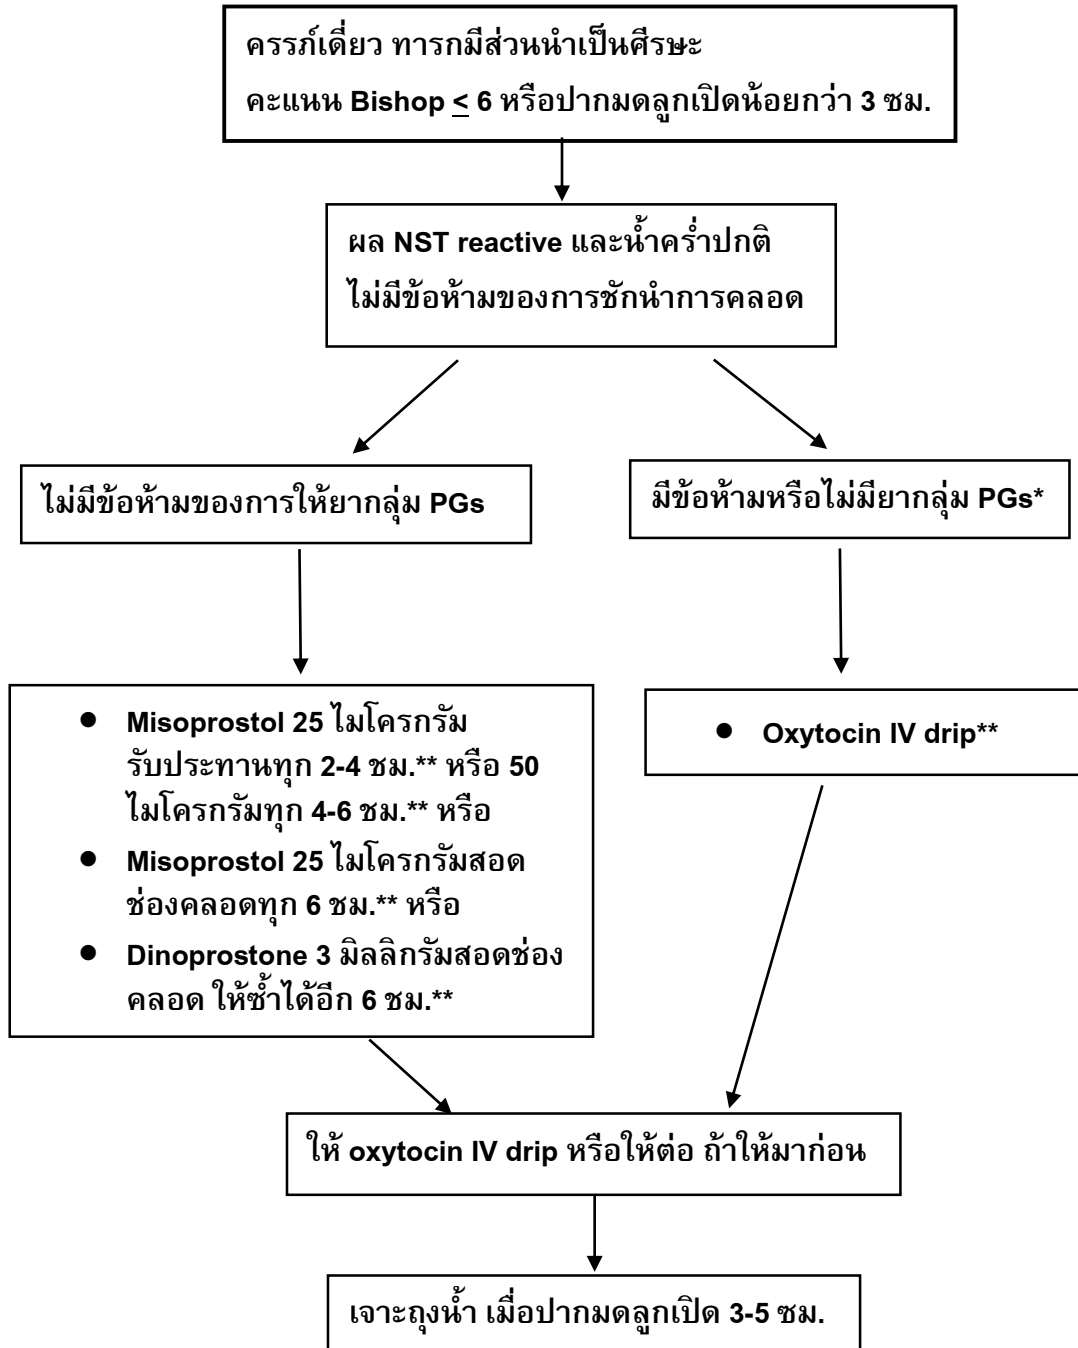 ครรภ์เดี่ยว ทารกมีส่วนนำเป็นศีรษะ
คะแนน Bishop ≤ 6 หรือปากมดลูกเปิดน้อยกว่า 3 ซม.
ผล NST reactive และน้ำคร่ำปกติ
ไม่มีข้อห้ามของการชักนำการคลอด
ไม่มีข้อห้ามของการให้ยากลุ่ม PGs
มีข้อห้ามหรือไม่มียากลุ่ม PGs*
● Misoprostol 25 ไมโครกรัม
รับประทานทุก 2-4 ชม.** หรือ 50
ไมโครกรัมทุก 4-6 ชม.** หรือ
● Misoprostol 25 ไมโครกรัมสอด
ช่องคลอดทุก 6 ชม.** หรือ
● Dinoprostone 3 มิลลิกรัมสอดช่อง
คลอด ให้ซ้ำได้อีก 6 ชม.**
● Oxytocin IV drip**
ให้ oxytocin IV drip หรือให้ต่อ ถ้าให้มาก่อน
เจาะถุงน้ำ เมื่อปากมดลูกเปิด 3-5 ซม.